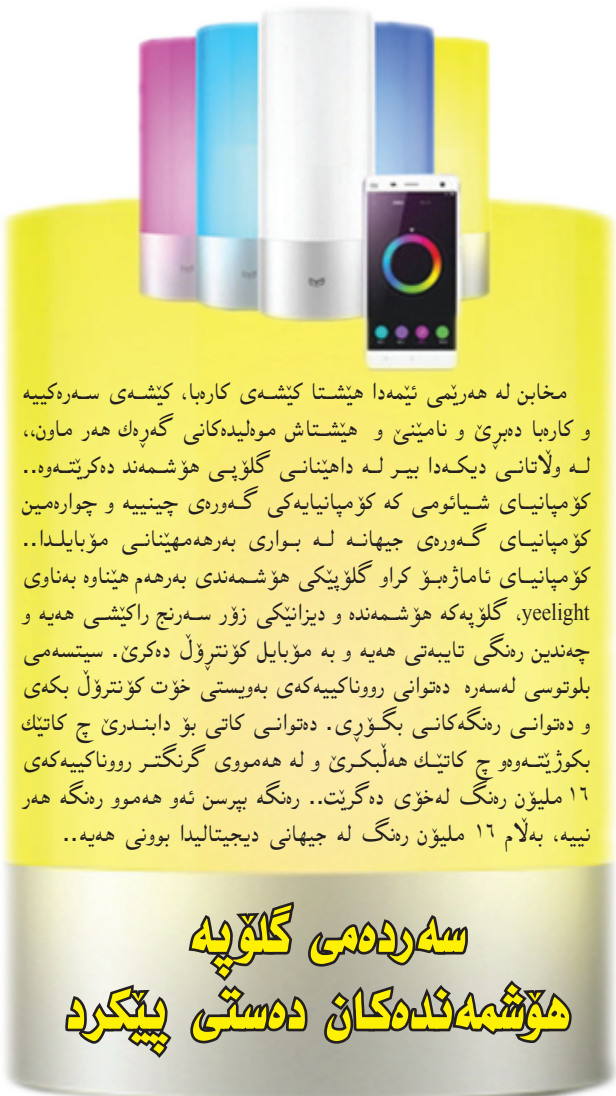 مخابن لە هەرێمی ئێمەدا هێشتا کێشەی کارەبا، کێشەی سەرەکییە
و کارەبا دەبڕێ و نامێنێ و هێشتاش مولیدەکانی گەڕەك هەر ماون،,
لە وڵاتانی دیکەدا بیر لە داهێنانی گڵۆپی هۆشمەند دەکرێتەوە..
کۆمپانیای شیائومی کە کۆمپانیایەکی گەورەی چینییە و چوارەمین
کۆمپانیای گەورەی جیهانە لە بواری بەرهەمهێنانی مۆبایلدا..
کۆمپانیای ئاماژەبۆ کراو گلۆپێکی هۆشمەندی بەرهەم هێناوە بەناوی
yeelight، گلۆپەکە هۆشمەندە و دیزانێکی زۆر سەرنج راکێشی هەیە و
چەندین رەنگی تایبەتی هەیە و بە مۆبایل کۆنترۆڵ دەکرێ. سیتسەمی
بلوتوسی لەسەرە دەتوانی رووناکییەکەی بەویستی خۆت کۆنترۆڵ بکەی
و دەتوانی رەنگەکانی بگۆڕی. دەتوانی کاتی بۆ دابندرێ چ کاتێك
بکوژێتەوەو چ کاتێك هەڵبکرێ و لە هەمووی گرنگتر رووناکییەکەی
١٦ ملیۆن رەنگ لەخۆی دەگرێت.. رەنگە بپرسن ئەو هەموو رەنگە هەر
نییە، بەڵام ١٦ ملیۆن رەنگ لە جیهانی دیجیتالیدا بوونی هەیە..
سەردەمی گلۆپە
هۆشمەندەکان دەستی پێکرد